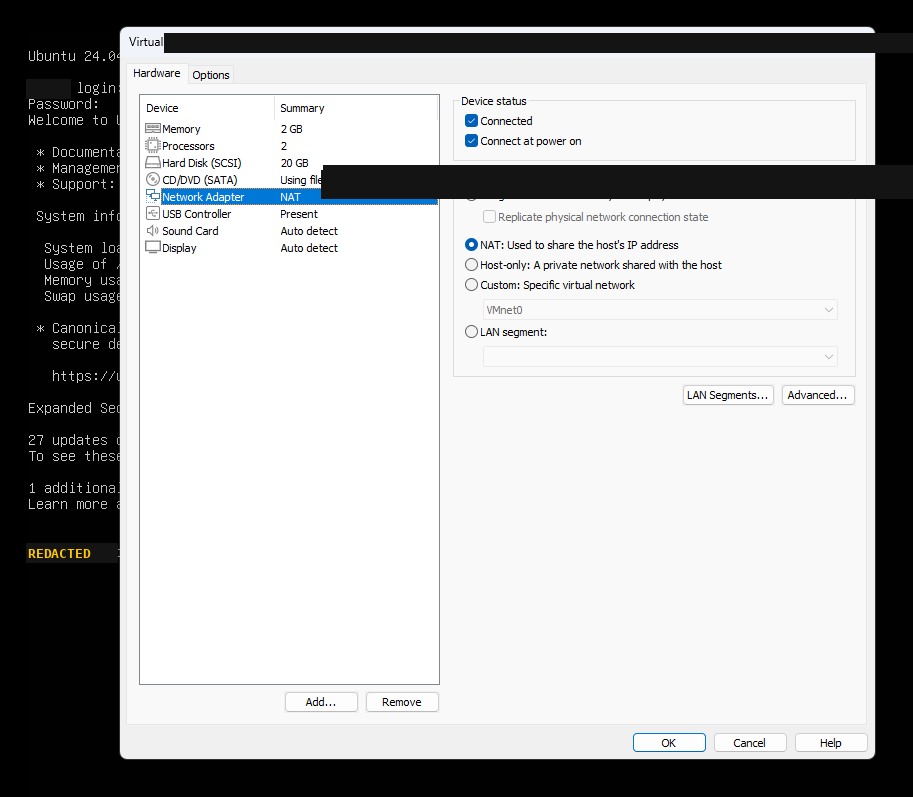 Virtual
Ubuntu 24.04
login:
Password:
Welcome to U
* Documenta
* Managemen
* Support:
System info
System loa
Usage of /
Memory usa
Swap usage
* Canonical
secure de
https://u
Expanded Sec
27 updates c
To see these
1 additional
Learn more a
REDACTED
Hardware
Options
Device Summary
Memory 2 GB
Processors 2
Hard Disk (SCSI) 20 GB
CD/DVD (SATA) Using file
Network Adapter NAT
USB Controller Present
Sound Card Auto detect
Display Auto detect
Add...
Remove
Device status
Connected
Connect at power on
Replicate physical network connection state
NAT: Used to share the host's IP address
Host-only: A private network shared with the host
Custom: Specific virtual network
VMnet0
LAN segment:
LAN Segments...
Advanced...
OK
Cancel
Help